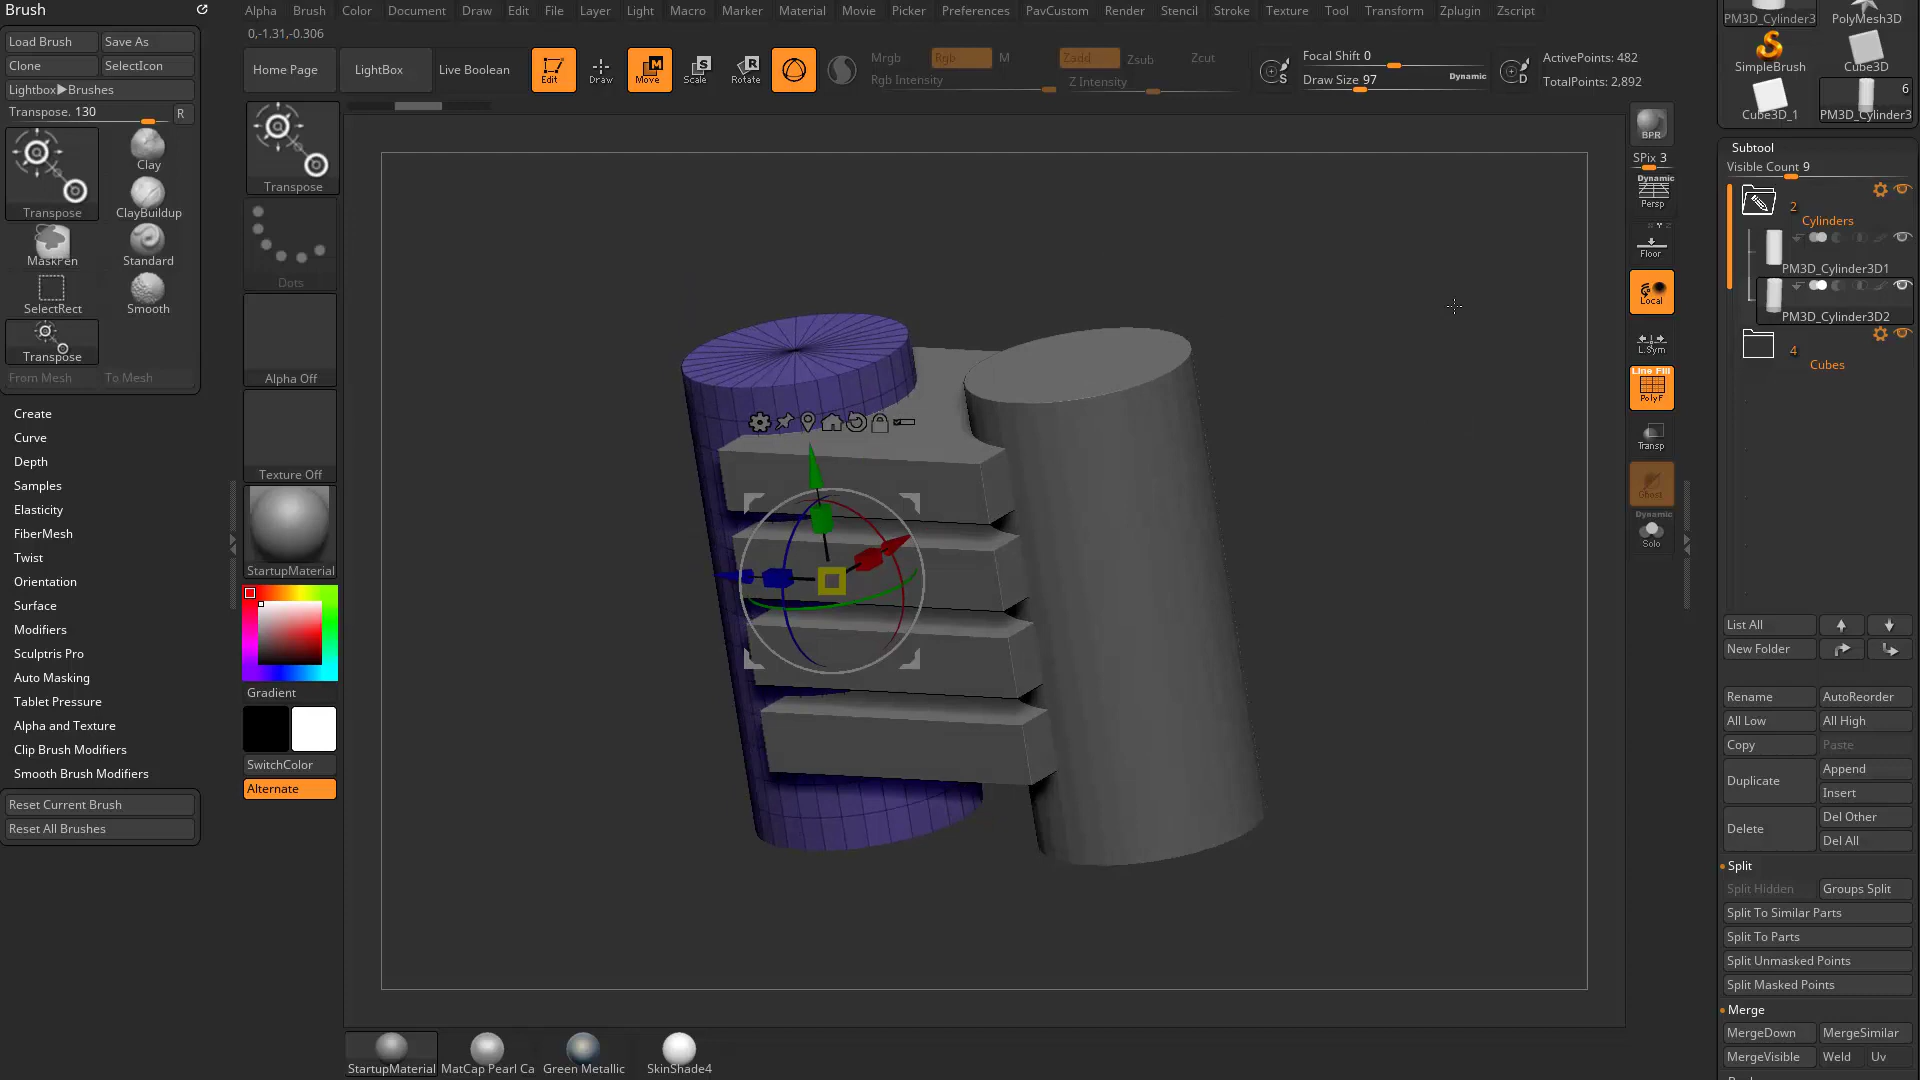 Brush
Alpha Brush Color Document Draw Edit File Layer Light Macro Marker Material Movie Picker Preferences PavCustom Render Stencil Stroke Texture Tool Transform Zplugin Zscript
0,-1.31,-0.306
Load Brush Save As
Clone SelectIcon
Lightbox▶Brushes
Transpose. 130 R
Transpose
Clay
ClayBuildup
MaskPen
Standard
SelectRect
Smooth
Transpose
From Mesh To Mesh
Create
Curve
Depth
Samples
Elasticity
FiberMesh
Twist
Orientation
Surface
Modifiers
Sculptris Pro
Auto Masking
Tablet Pressure
Alpha and Texture
Clip Brush Modifiers
Smooth Brush Modifiers
Reset Current Brush
Reset All Brushes
Home Page LightBox Live Boolean
Edit Draw Move Scale Rotate
Mrgb Rgb M
Rgb Intensity
Zadd Zsub Zcut
Z Intensity
S
Focal Shift 0
Draw Size 97 Dynamic
D
ActivePoints: 482
TotalPoints: 2,892
Transpose
Dots
Alpha Off
Texture Off
StartupMaterial
Gradient
SwitchColor
Alternate
StartupMaterial MatCap Pearl Ca Green Metallic SkinShade4
BPR
SPix 3
Dynamic
Persp
Floor
Local
L.Sym
Line Fill
PolyF
Transp
Ghost
Dynamic
Solo
PM3D_Cylinder3 PolyMesh3D
SimpleBrush Cube3D
Cube3D_1 6 PM3D_Cylinder3
Subtool
Visible Count 9
2
Cylinders
PM3D_Cylinder3D1
PM3D_Cylinder3D2
4
Cubes
List All
New Folder
Rename AutoReorder
All Low All High
Copy Paste
Duplicate Append
Insert
Delete Del Other
Del All
Split
Split Hidden Groups Split
Split To Similar Parts
Split To Parts
Split Unmasked Points
Split Masked Points
Merge
MergeDown MergeSimilar
MergeVisible Weld Uv